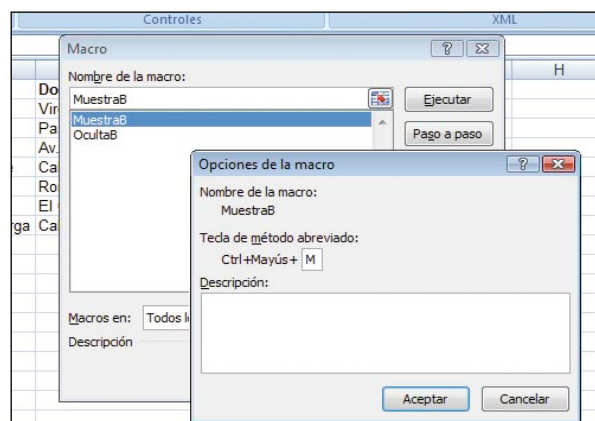 Controles XML
Macro
H
Nombre de la macro:
Do
MuestraB
Ejecutar
Vir
MuestraB
Pa
OcultaB
Paso a paso
Av.
Ca
Opciones de la macro
Ro
Nombre de la macro:
El
MuestraB
rga Ca
Tecla de método abreviado:
Ctrl+Mayús+ M
Descripción:
Macros en: Todos l
Descripción
Aceptar Cancelar